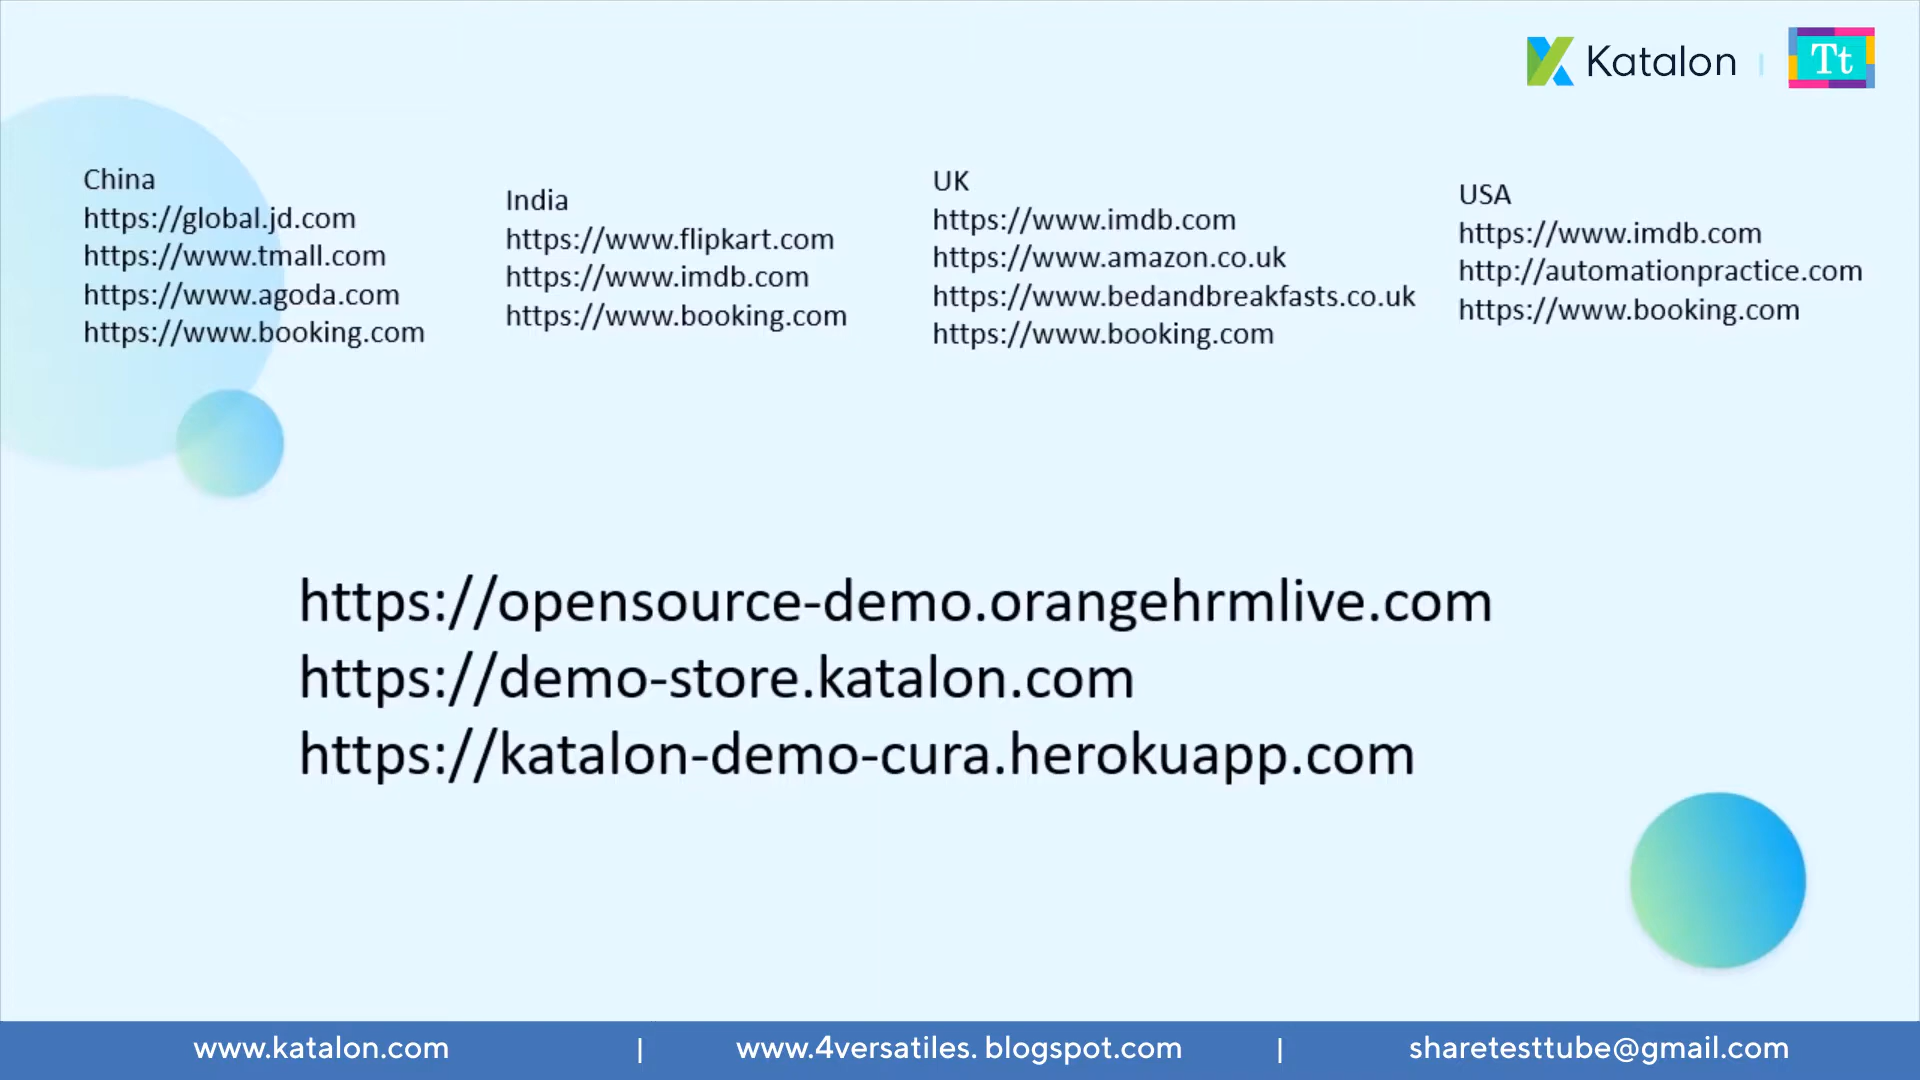 Katalon | Tt
China
https://global.jd.com
https://www.tmall.com
https://www.agoda.com
https://www.booking.com
India
https://www.flipkart.com
https://www.imdb.com
https://www.booking.com
UK
https://www.imdb.com
https://www.amazon.co.uk
https://www.bedandbreakfasts.co.uk
https://www.booking.com
USA
https://www.imdb.com
http://automationpractice.com
https://www.booking.com
https://opensource-demo.orangehrmlive.com
https://demo-store.katalon.com
https://katalon-demo-cura.herokuapp.com
www.katalon.com | www.4versatiles. blogspot.com | sharetesttube@gmail.com